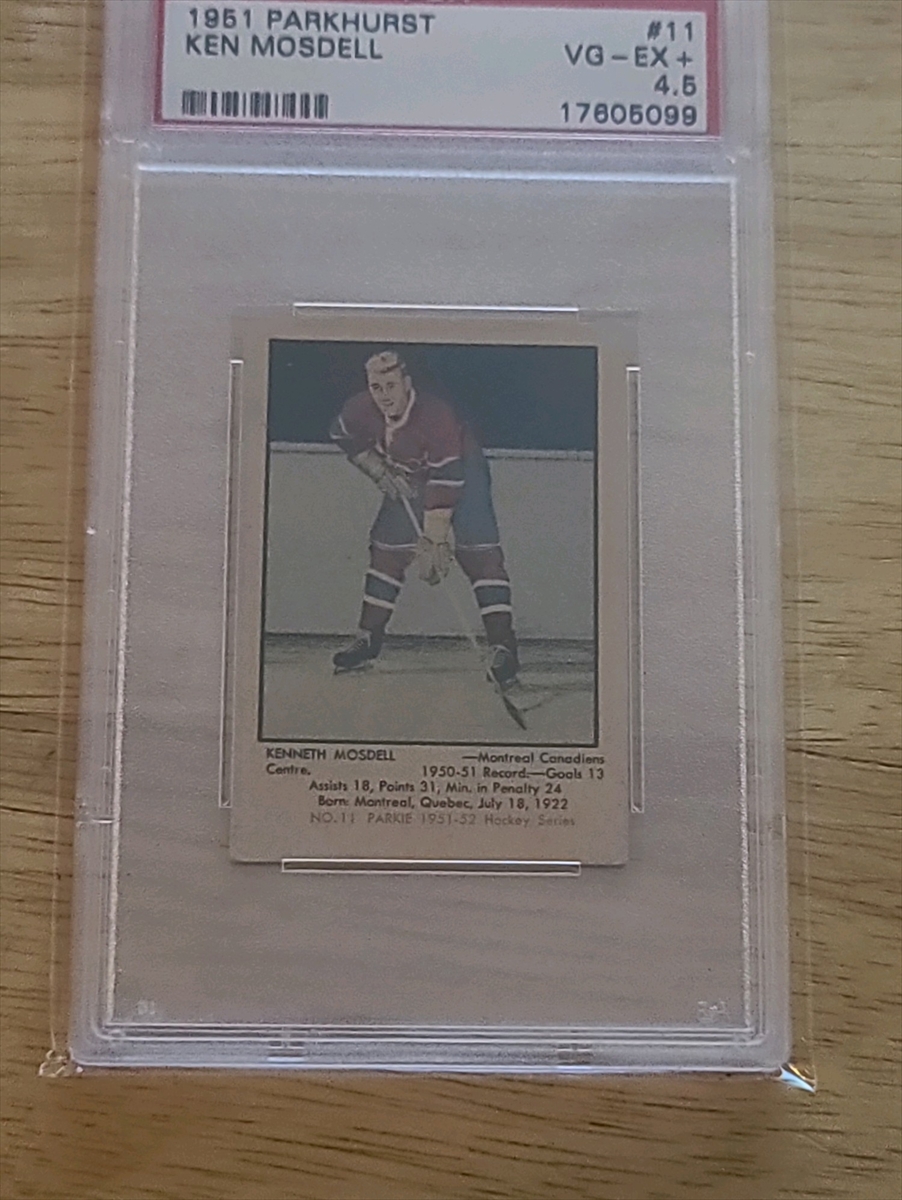 1951 PARKHURST #11
KEN MOSDELL VG-EX+
4.5
17605099
KENNETH MOSDELL —Montreal Canadiens
Centre. 1950-51 Record:—Goals 13
Assists 18, Points 31, Min. in Penalty 24
Born: Montreal, Quebec, July 18, 1922
NO. 11 PARKIE 1951-52 Hockey Series